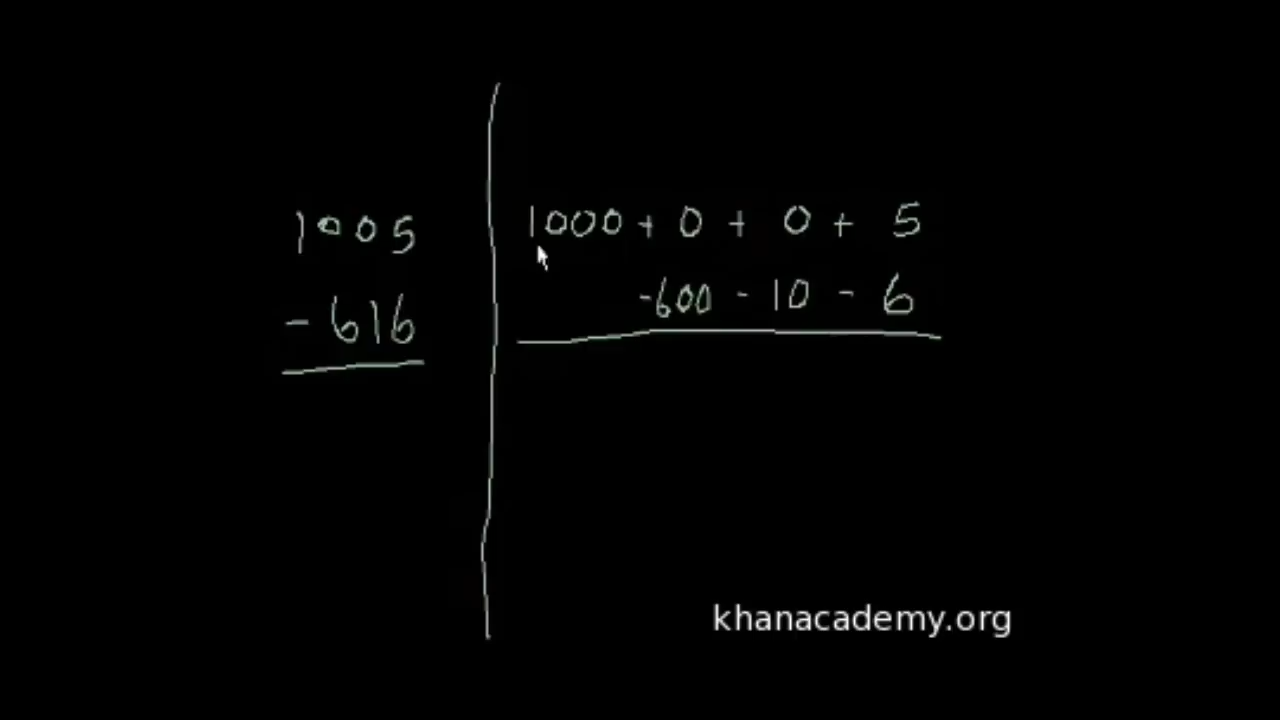 1005
- 616
1000 + 0 + 0 + 5
-600 - 10 - 6
khanacademy.org